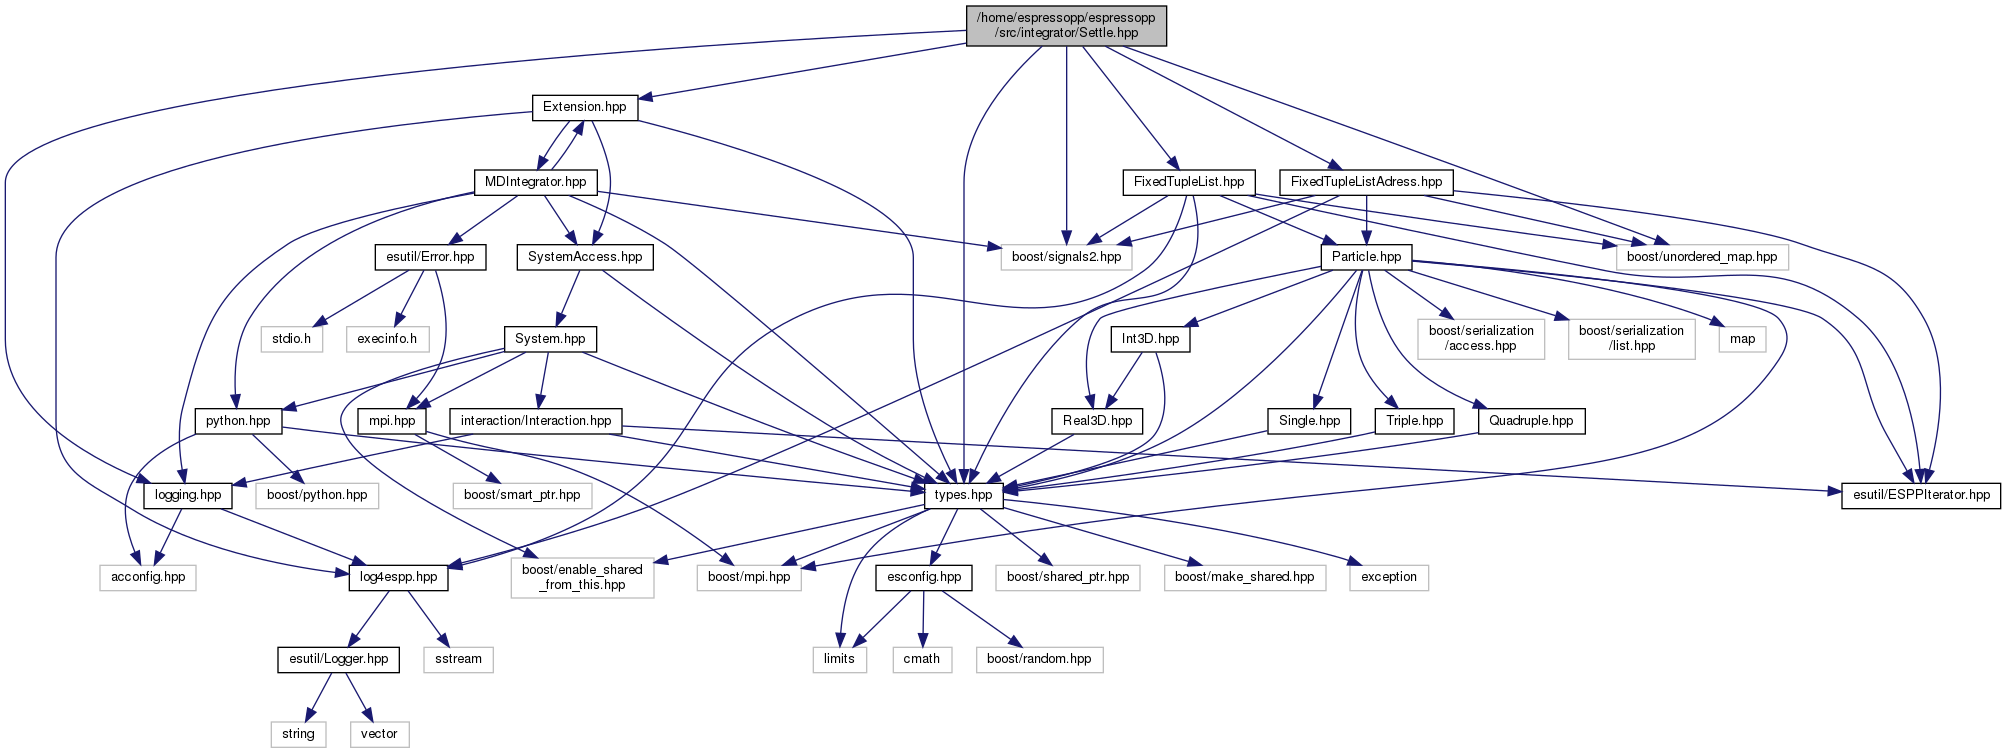 /home/espressopp/espressopp
/src/integrator/Settle.hpp
Extension.hpp
MDIntegrator.hpp
FixedTupleList.hpp
FixedTupleListAdress.hpp
esutil/Error.hpp
SystemAccess.hpp
boost/signals2.hpp
Particle.hpp
boost/unordered_map.hpp
stdio.h
execinfo.h
System.hpp
Int3D.hpp
boost/serialization
/access.hpp
boost/serialization
/list.hpp
map
python.hpp
mpi.hpp
interaction/Interaction.hpp
Real3D.hpp
Single.hpp
Triple.hpp
Quadruple.hpp
logging.hpp
boost/python.hpp
boost/smart_ptr.hpp
types.hpp
esutil/ESPPIterator.hpp
acconfig.hpp
log4espp.hpp
boost/enable_shared
_from_this.hpp
boost/mpi.hpp
esconfig.hpp
boost/shared_ptr.hpp
boost/make_shared.hpp
exception
esutil/Logger.hpp
sstream
limits
cmath
boost/random.hpp
string
vector